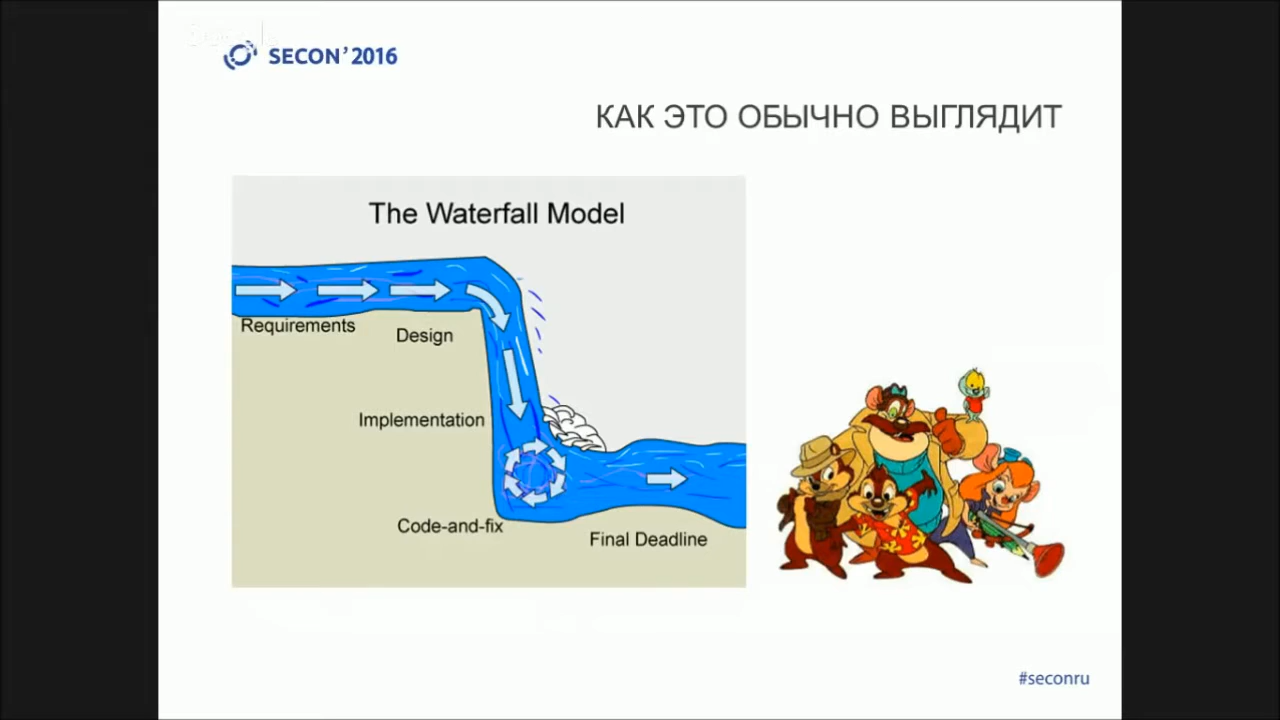 SECON’2016
КАК ЭТО ОБЫЧНО ВЫГЛЯДИТ
The Waterfall Model
Requirements
Design
Implementation
Code-and-fix
Final Deadline
#seconru